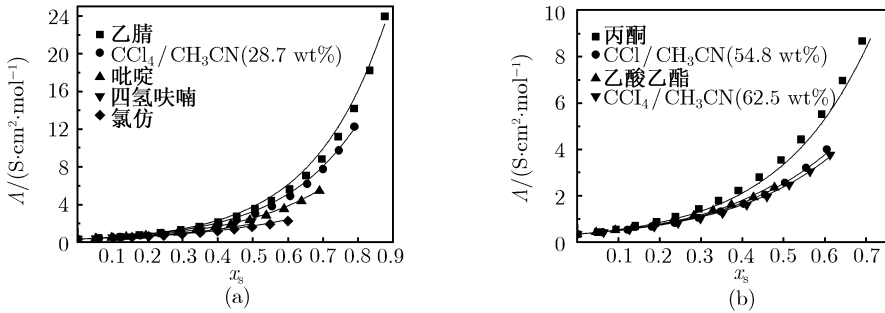 24
20
16
12
8
4
0
Λ/(S·cm²·mol⁻¹)
乙腈
CCl₄/CH₃CN(28.7 wt%)
吡啶
四氢呋喃
氯仿
0.1 0.2 0.3 0.4 0.5 0.6 0.7 0.8 0.9
xₛ
(a)
10
8
6
4
2
0
Λ/(S·cm²·mol⁻¹)
丙酮
CCl/CH₃CN(54.8 wt%)
乙酸乙酯
CCI₄/CH₃CN(62.5 wt%)
0.1 0.2 0.3 0.4 0.5 0.6 0.7
xₛ
(b)